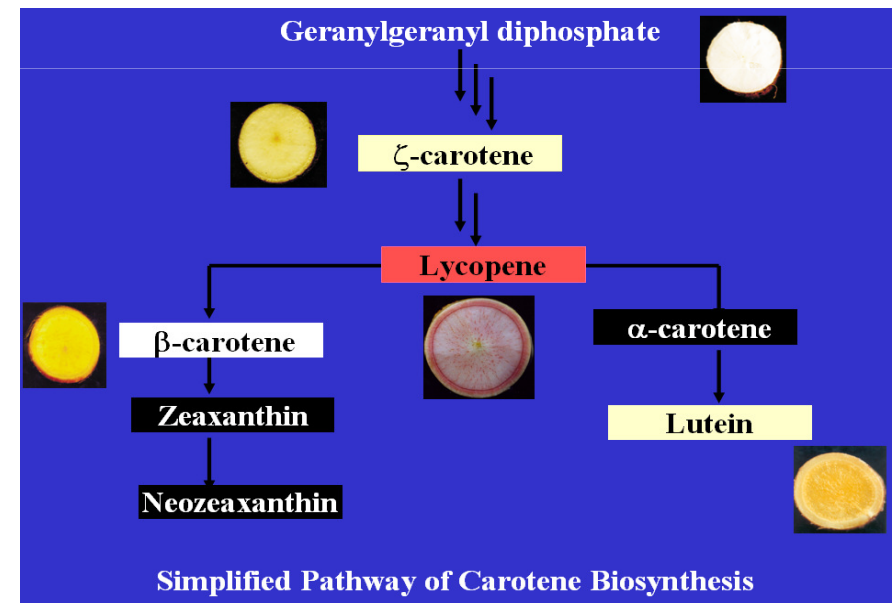 Geranylgeranyl diphosphate
ζ-carotene
Lycopene
β-carotene
α-carotene
Zeaxanthin
Lutein
Neozeaxanthin
Simplified Pathway of Carotene Biosynthesis